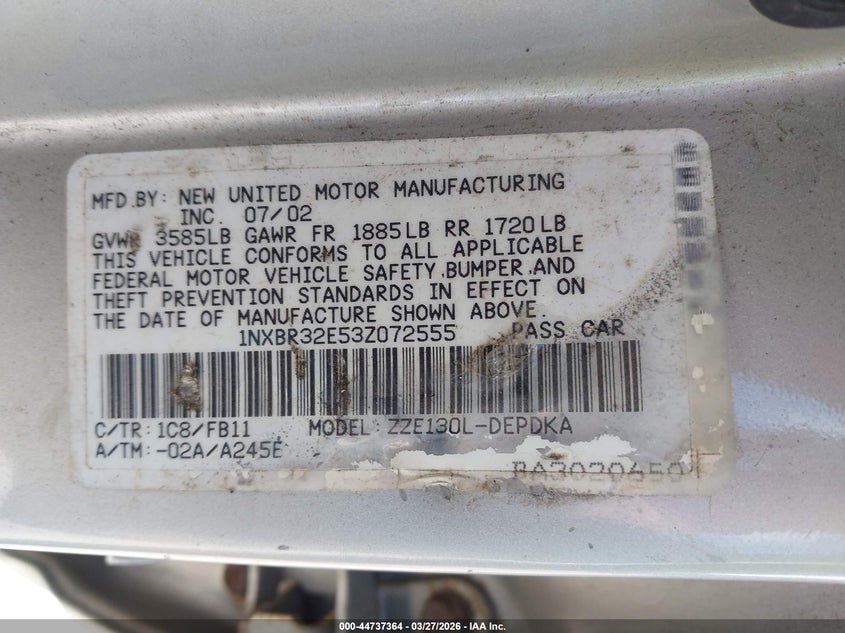 MFD.BY: NEW UNITED MOTOR MANUFACTURING
INC. 07/02
GVWR 3585LB GAWR FR 1885LB RR 1720LB
THIS VEHICLE CONFORMS TO ALL APPLICABLE
FEDERAL MOTOR VEHICLE SAFETY,BUMPER,AND
THEFT PREVENTION STANDARDS IN EFFECT ON
THE DATE OF MANUFACTURE SHOWN ABOVE.
1NXBR32E53Z072555 PASS CAR
C/TR: 1C8/FB11 MODEL: ZZE130L-DEPDKA
A/TM: -02A/A245E
000-44737364 | 03/27/2026 - IAA Inc.